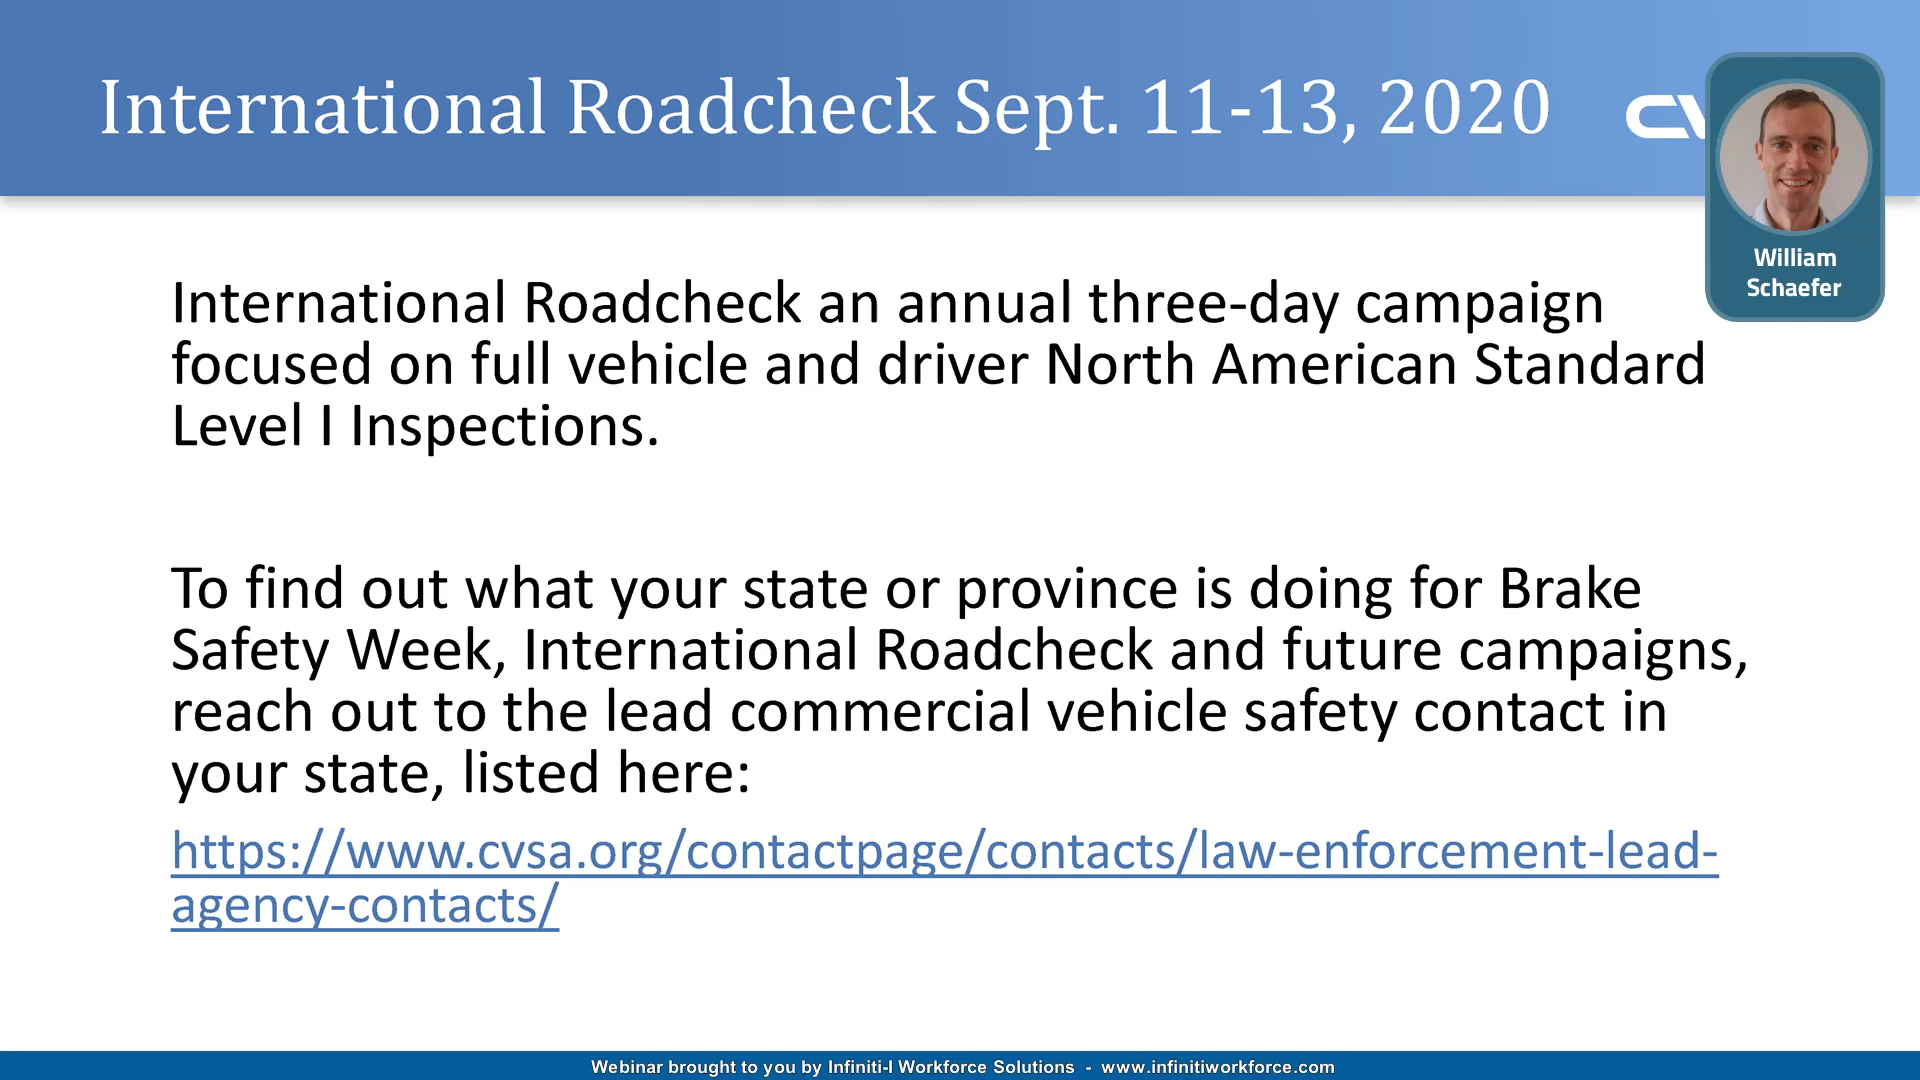 International Roadcheck Sept. 11-13, 2020
CV
William
Schaefer
International Roadcheck an annual three-day campaign
focused on full vehicle and driver North American Standard
Level I Inspections.
To find out what your state or province is doing for Brake
Safety Week, International Roadcheck and future campaigns,
reach out to the lead commercial vehicle safety contact in
your state, listed here:
https://www.cvsa.org/contactpage/contacts/law-enforcement-lead-
agency-contacts/
Webinar brought to you by Infiniti-I Workforce Solutions - www.infinitiworkforce.com